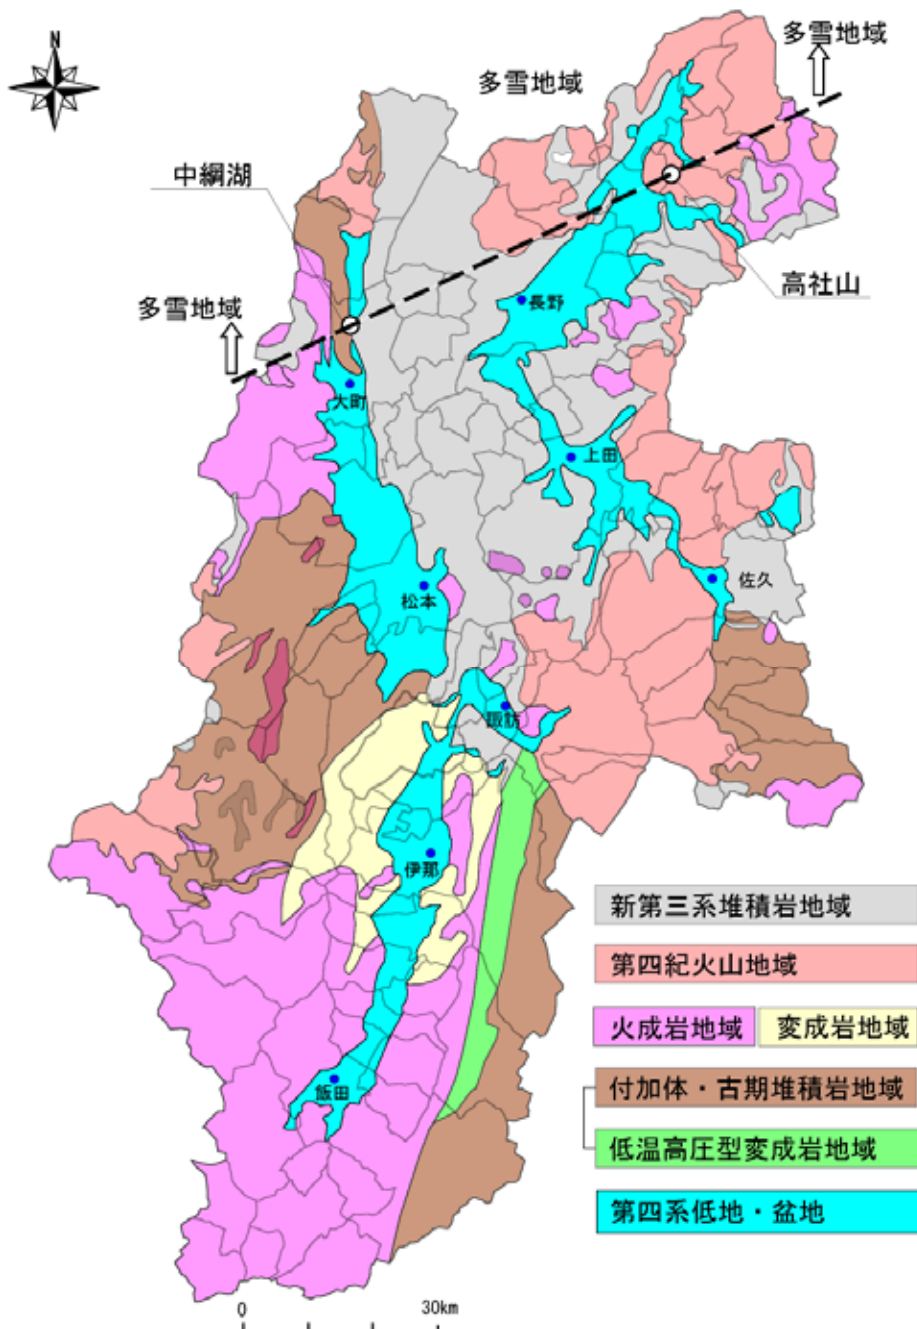 N
多雪地域
多雪地域
中綱湖
高社山
多雪地域
長野
大町
上田
佐久
松本
諏訪
伊那
飯田
新第三系堆積岩地域
第四紀火山地域
火成岩地域
変成岩地域
付加体・古期堆積岩地域
低温高圧型変成岩地域
第四系低地・盆地
0
30km